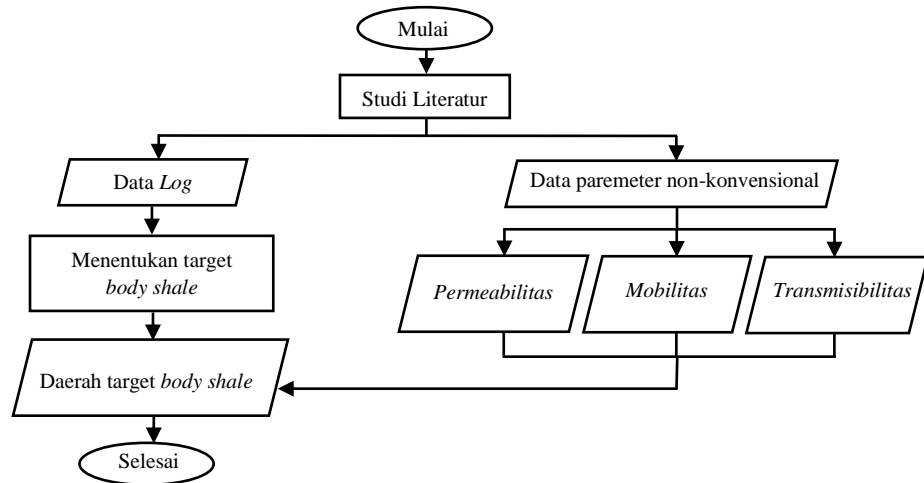 Mulai
Studi Literatur
Data Log
Data paremeter non-konvensional
Menentukan target
body shale
Permeabilitas
Mobilitas
Transmisibilitas
Daerah target body shale
Selesai